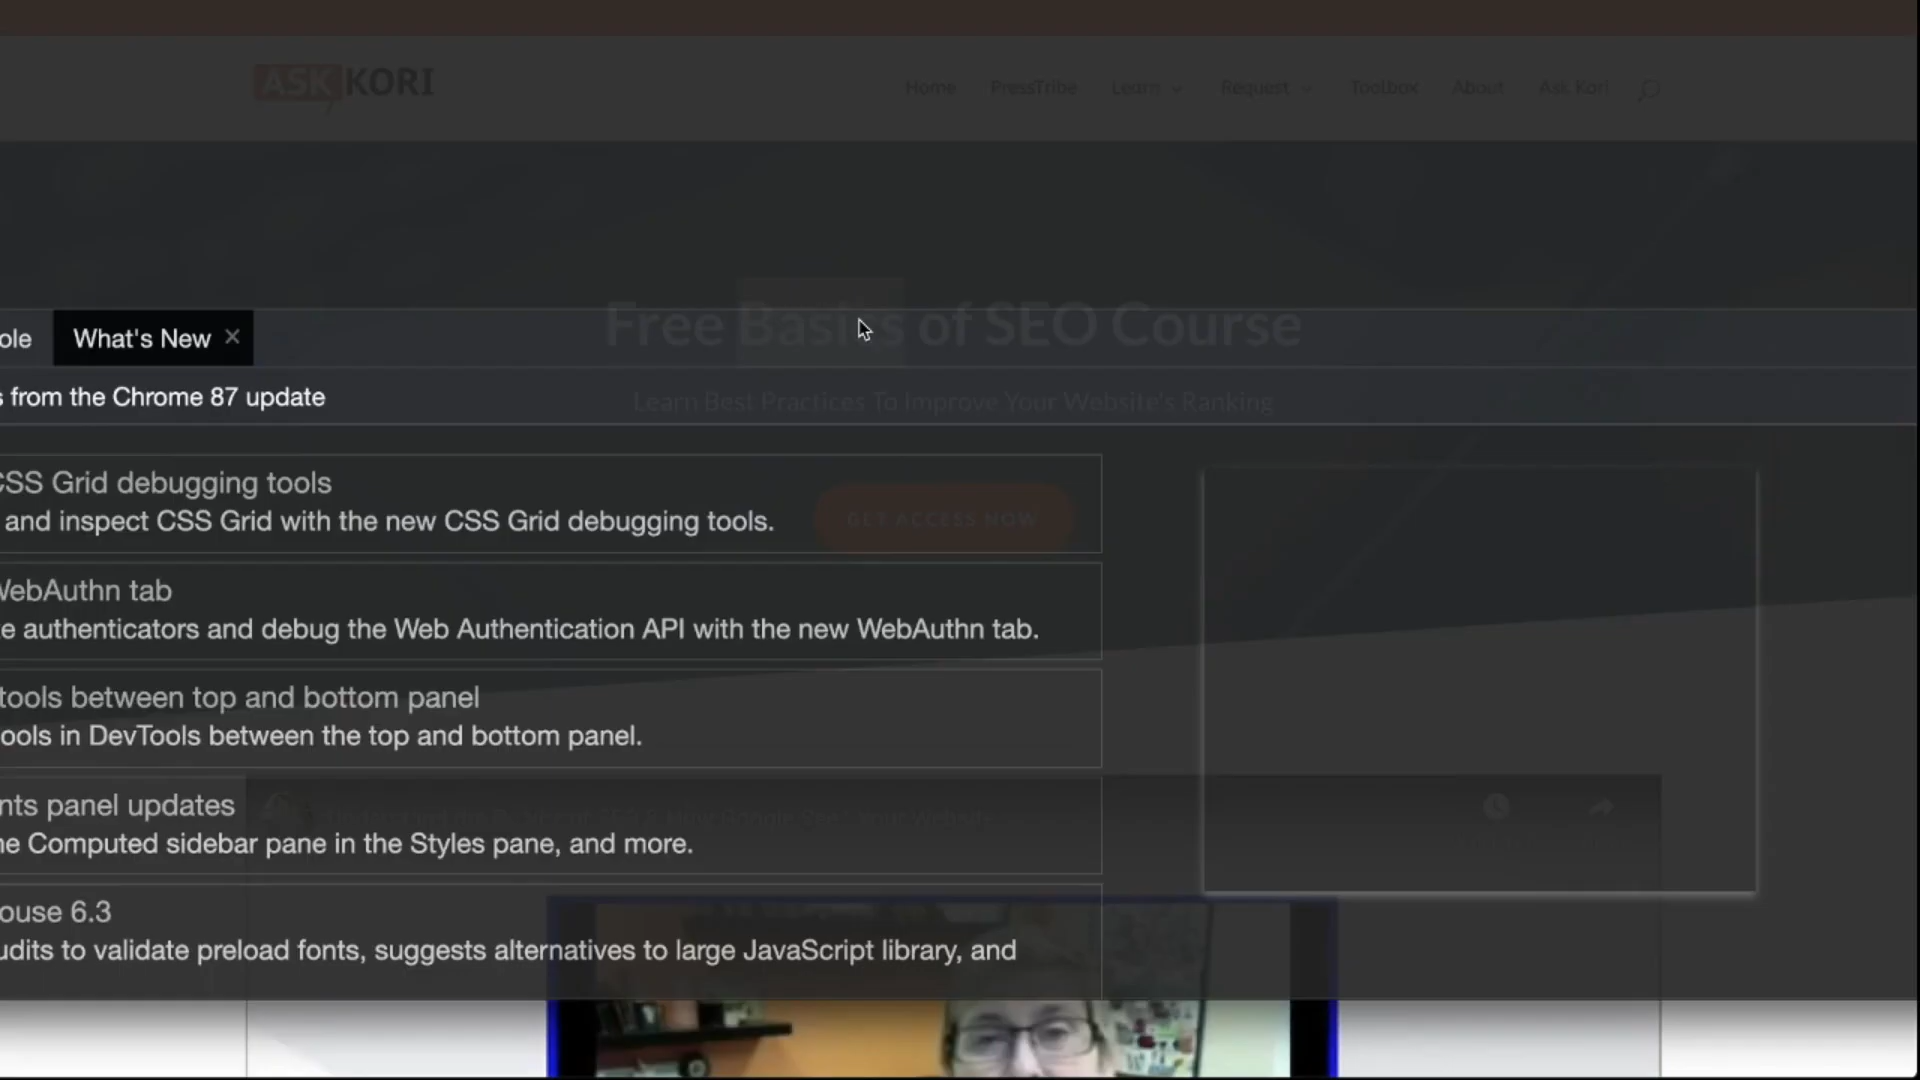 ASK KORI
Home PressTribe Learn Request Toolbox About Ask Kori
Free Basics of SEO Course
ole What's New ×
Learn Best Practices To Improve Your Website's Ranking
s from the Chrome 87 update
CSS Grid debugging tools
and inspect CSS Grid with the new CSS Grid debugging tools.
GET ACCESS NOW
WebAuthn tab
te authenticators and debug the Web Authentication API with the new WebAuthn tab.
tools between top and bottom panel
ools in DevTools between the top and bottom panel.
nts panel updates
he Computed sidebar pane in the Styles pane, and more.
ouse 6.3
udits to validate preload fonts, suggests alternatives to large JavaScript library, and